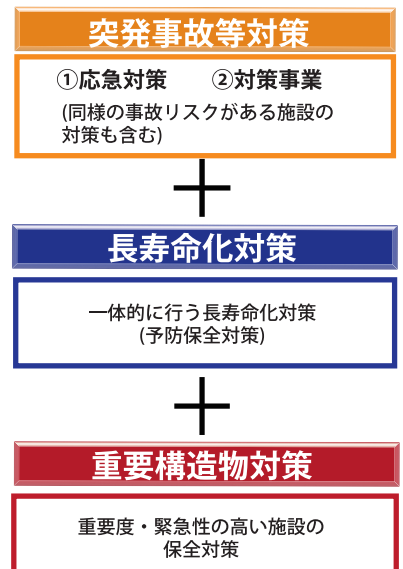 突発事故等対策
①応急対策 ②対策事業
(同様の事故リスクがある施設の
対策も含む)
＋
長寿命化対策
一体的に行う長寿命化対策
(予防保全対策)
＋
重要構造物対策
重要度・緊急性の高い施設の
保全対策